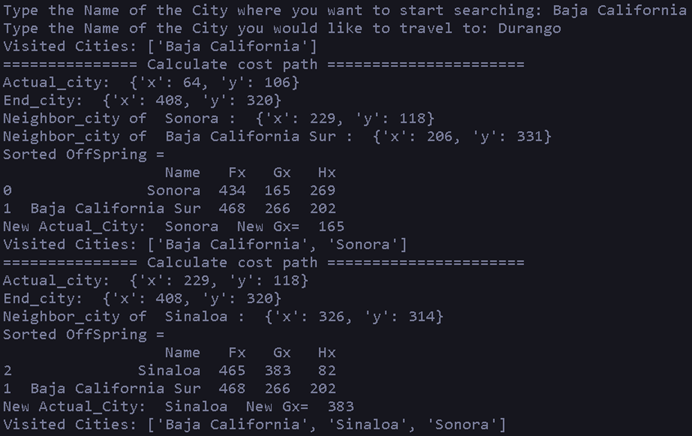 Type the Name of the City where you want to start searching: Baja California
Type the Name of the City you would like to travel to: Durango
Visited Cities: ['Baja California']
=============== Calculate cost path ======================
Actual_city:  {'x': 64, 'y': 106}
End_city:  {'x': 408, 'y': 320}
Neighbor_city of  Sonora :  {'x': 229, 'y': 118}
Neighbor_city of  Baja California Sur :  {'x': 206, 'y': 331}
Sorted OffSpring =
                  Name   Fx   Gx   Hx
0               Sonora  434  165  269
1  Baja California Sur  468  266  202
New Actual_City:  Sonora  New Gx=  165
Visited Cities: ['Baja California', 'Sonora']
=============== Calculate cost path ======================
Actual_city:  {'x': 229, 'y': 118}
End_city:  {'x': 408, 'y': 320}
Neighbor_city of  Sinaloa :  {'x': 326, 'y': 314}
Sorted OffSpring =
                  Name   Fx   Gx   Hx
2              Sinaloa  465  383   82
1  Baja California Sur  468  266  202
New Actual_City:  Sinaloa  New Gx=  383
Visited Cities: ['Baja California', 'Sinaloa', 'Sonora']